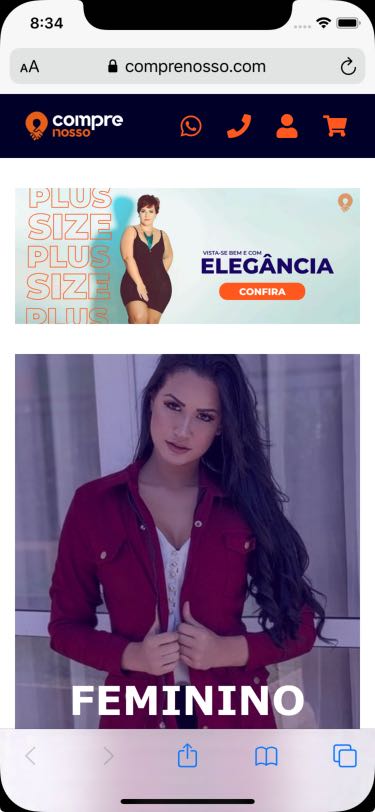 8:34
AA
comprenosso.com
compre
nosso
PLUS
SIZE
PLUS
SIZE
PLUS
VISTA-SE BEM E COM
ELEGÂNCIA
CONFIRA
FEMININO